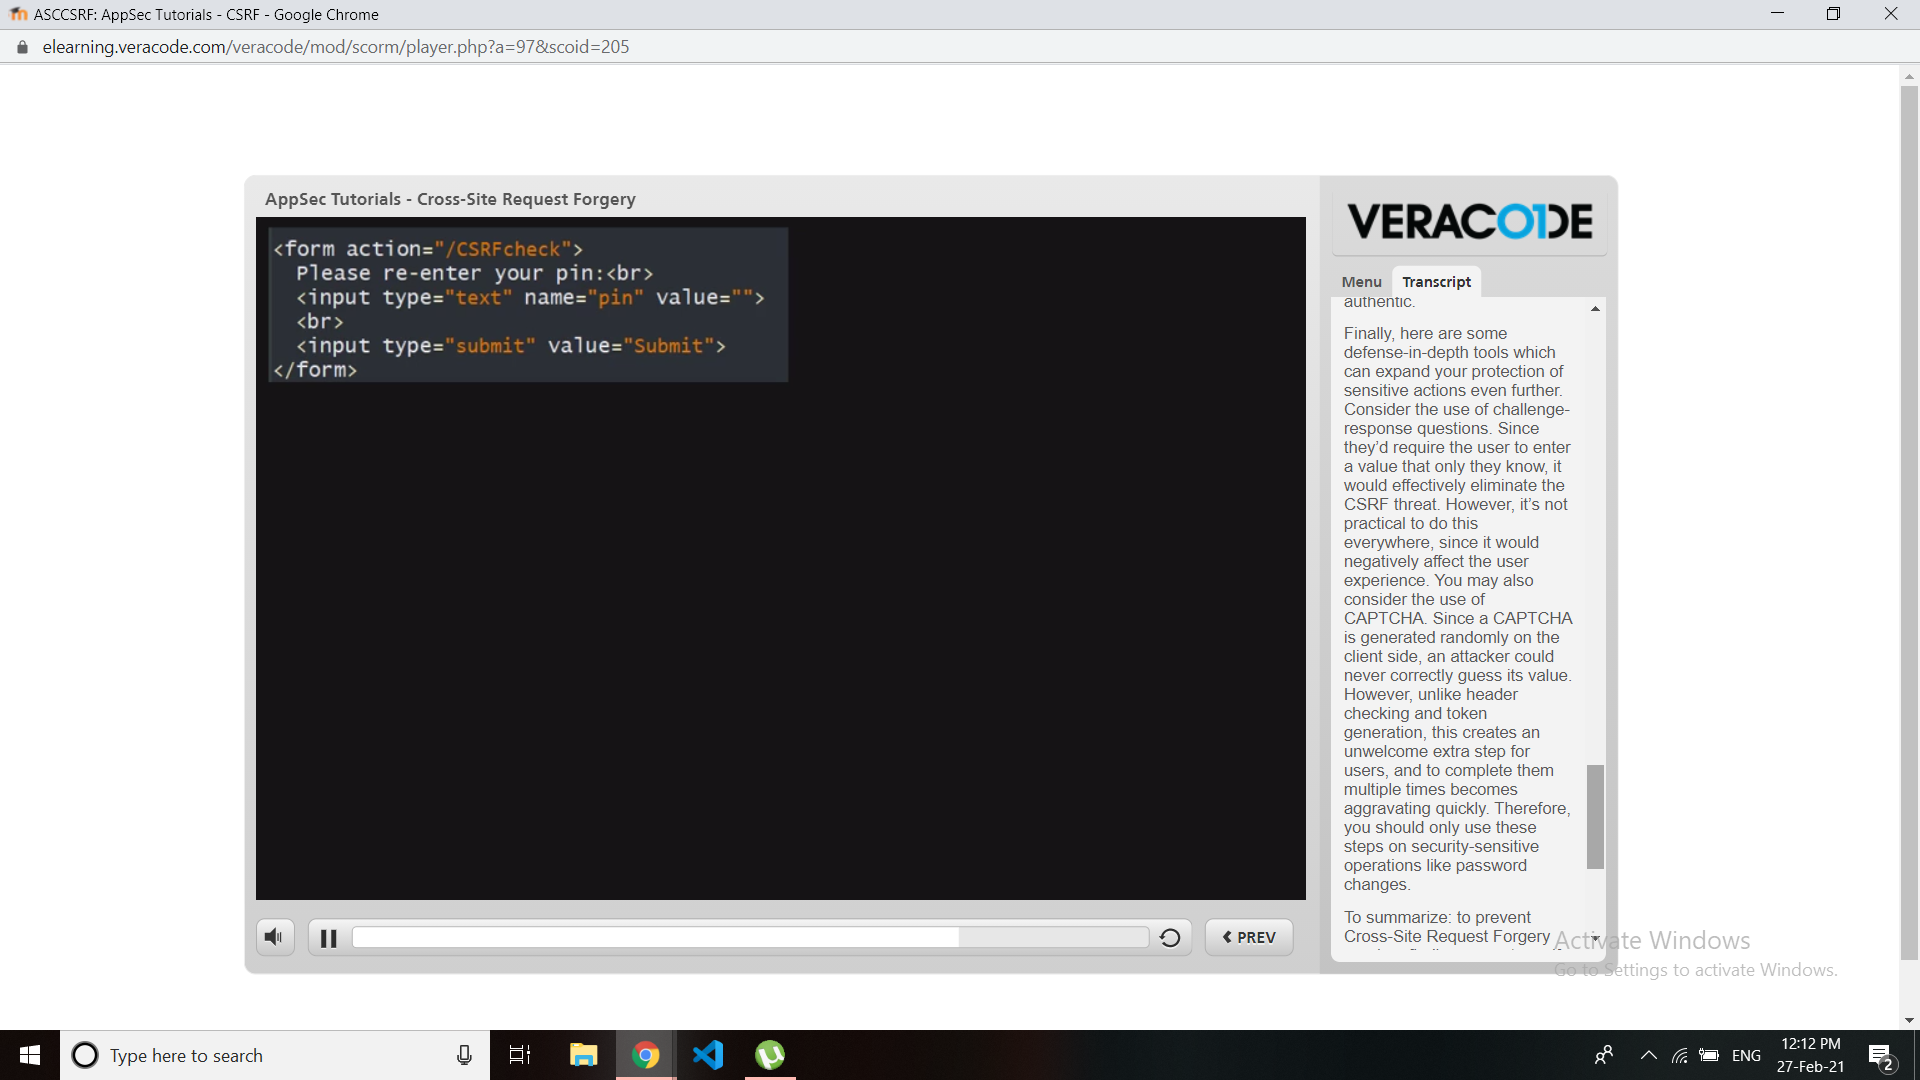 ASCCSRF: AppSec Tutorials - CSRF - Google Chrome
elearning.veracode.com/veracode/mod/scorm/player.php?a=97&scoid=205
AppSec Tutorials - Cross-Site Request Forgery
<form action="/CSRFcheck">
Please re-enter your pin:<br>
<input type="text" name="pin" value="">
<br>
<input type="submit" value="Submit">
</form>
PREV
VERACODE
Menu Transcript
authentic.
Finally, here are some
defense-in-depth tools which
can expand your protection of
sensitive actions even further.
Consider the use of challenge-
response questions. Since
they'd require the user to enter
a value that only they know, it
would effectively eliminate the
CSRF threat. However, it's not
practical to do this
everywhere, since it would
negatively affect the user
experience. You may also
consider the use of
CAPTCHA. Since a CAPTCHA
is generated randomly on the
client side, an attacker could
never correctly guess its value.
However, unlike header
checking and token
generation, this creates an
unwelcome extra step for
users, and to complete them
multiple times becomes
aggravating quickly. Therefore,
you should only use these
steps on security-sensitive
operations like password
changes.
To summarize: to prevent
Cross-Site Request Forgery
Activate Windows
Go to Settings to activate Windows.
Type here to search
ENG
12:12 PM
27-Feb-21
2